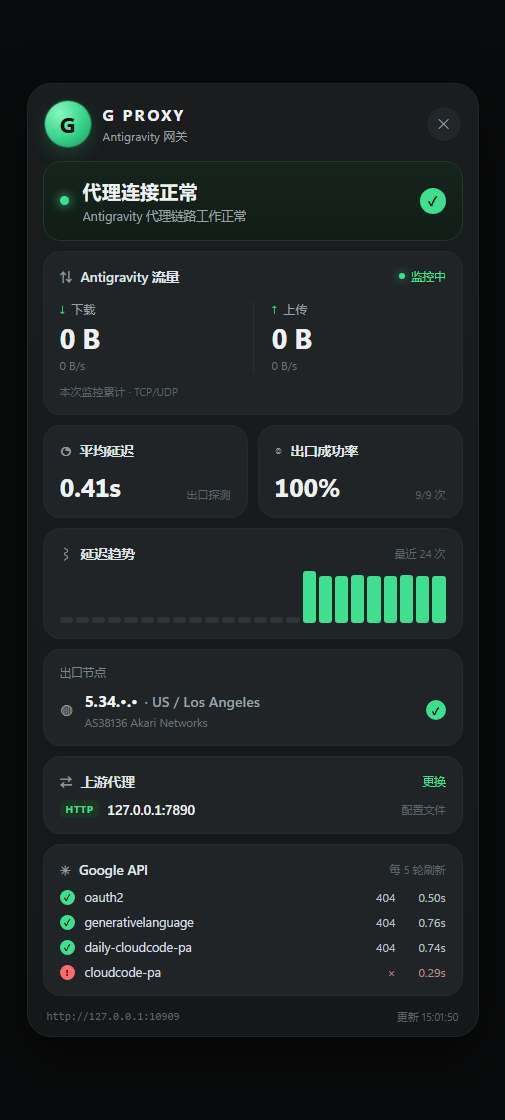 G
G PROXY
Antigravity 网关
代理连接正常
Antigravity 代理链路工作正常
Antigravity 流量
监控中
↓ 下载
↑ 上传
0 B
0 B
0 B/s
0 B/s
本次监控累计 · TCP/UDP
平均延迟
0.41s
出口探测
出口成功率
100%
9/9 次
延迟趋势
最近 24 次
出口节点
5.34.•.• · US / Los Angeles
AS38136 Akari Networks
上游代理
更换
HTTP 127.0.0.1:7890
配置文件
Google API
每 5 轮刷新
oauth2 404 0.50s
generativelanguage 404 0.76s
daily-cloudcode-pa 404 0.74s
cloudcode-pa × 0.29s
http://127.0.0.1:10909
更新 15:01:50